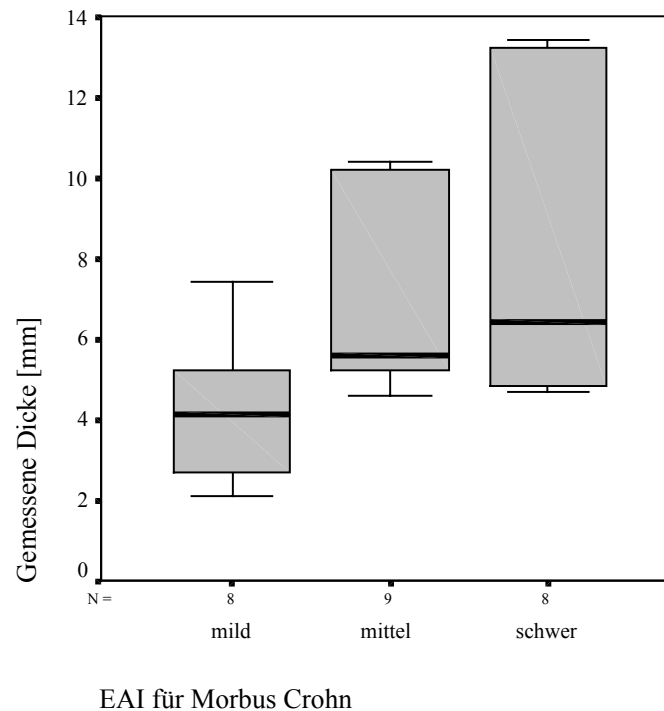 14
12
10
8
6
4
2
0
Gemessene Dicke [mm]
N = 8 9 8
mild mittel schwer
EAI für Morbus Crohn